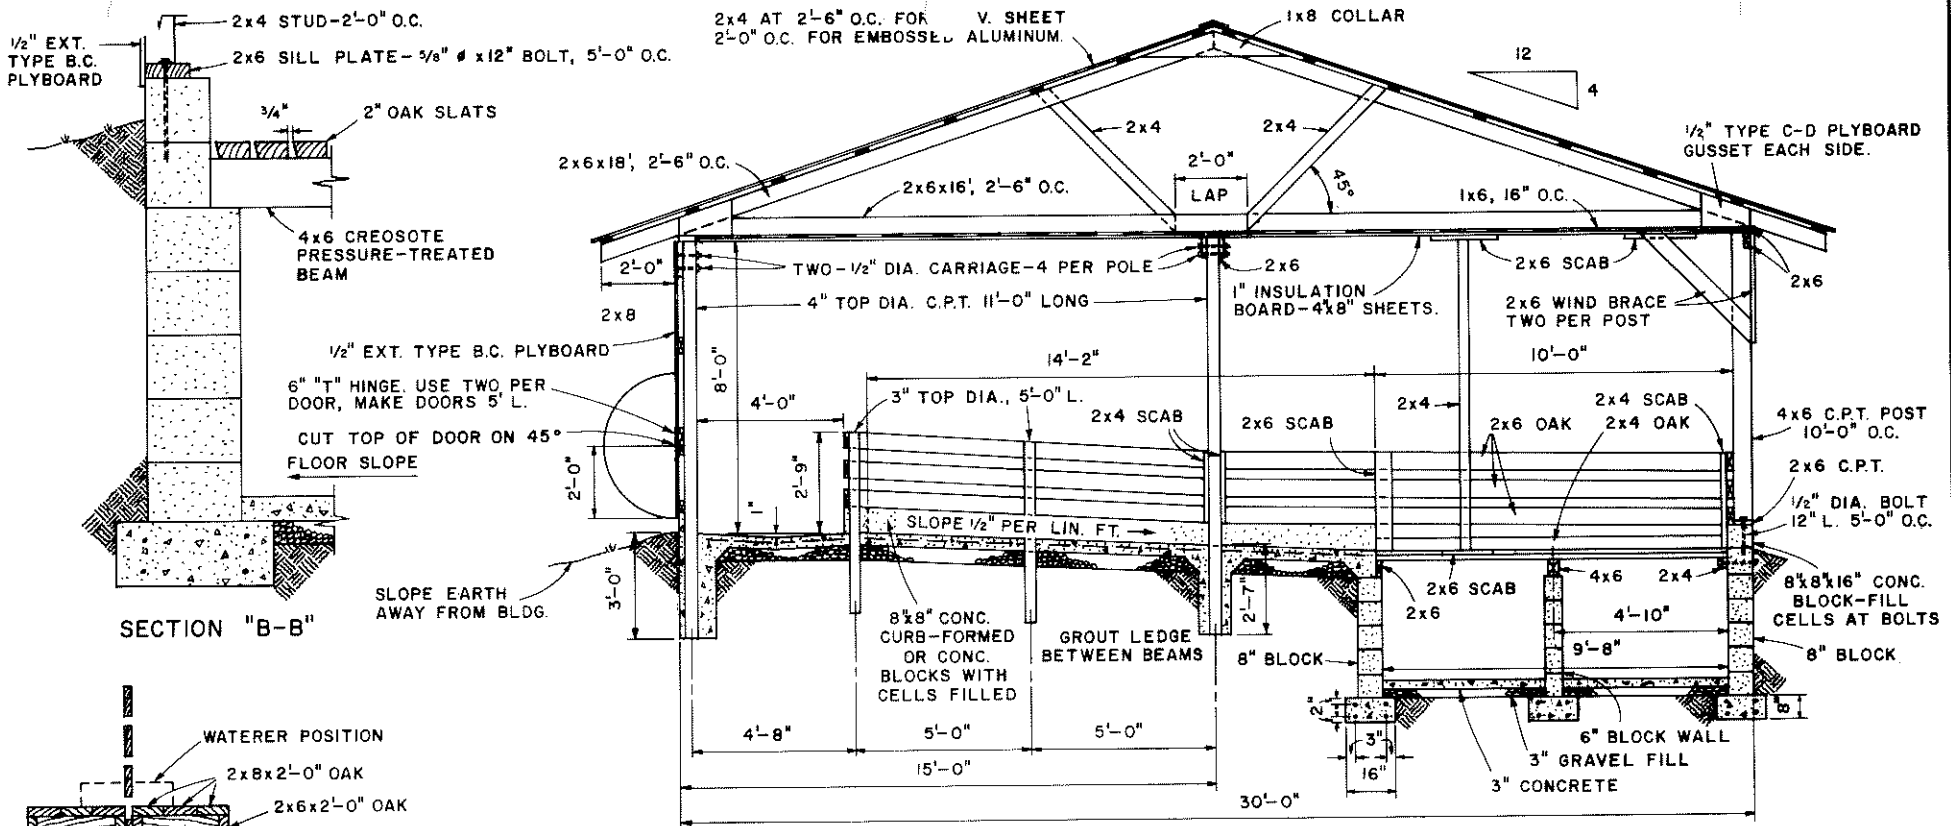 2x4 STUD-2'-0" O.C.
1/2" EXT.
TYPE B.C.
PLYBOARD
2x6 SILL PLATE- 5/8" ø x12" BOLT, 5'-0" O.C.
3/4"
2" OAK SLATS
4x6 CREOSOTE
PRESSURE-TREATED
BEAM
FLOOR SLOPE
SECTION "B-B"
WATERER POSITION
2x8x2'-0" OAK
2x6x2'-0" OAK
2x4 AT 2'-6" O.C. FOR V. SHEET
2'-0" O.C. FOR EMBOSSED ALUMINUM.
1x8 COLLAR
12
4
2x4
2x4
1/2" TYPE C-D PLYBOARD
GUSSET EACH SIDE.
2x6x18', 2'-6" O.C.
2x6x16', 2'-6" O.C.
2'-0"
LAP
45°
1x6, 16" O.C.
2'-0"
TWO-1/2" DIA. CARRIAGE-4 PER POLE
2x6
2x6 SCAB
2x6
4" TOP DIA. C.P.T. 11'-0" LONG
1" INSULATION
BOARD-4'x8" SHEETS.
2x6 WIND BRACE
TWO PER POST
2x8
1/2" EXT. TYPE B.C. PLYBOARD
8'-0"
14'-2"
10'-0"
6" "T" HINGE. USE TWO PER
DOOR, MAKE DOORS 5' L.
CUT TOP OF DOOR ON 45°
4'-0"
3" TOP DIA., 5'-0" L.
2x4 SCAB
2x6 SCAB
2x4
2x6 OAK
2x4 SCAB
2x4 OAK
4x6 C.P.T. POST
10'-0" O.C.
2x6 C.P.T.
1/2" DIA. BOLT
12" L. 5'-0" O.C.
2'-0"
2'-9"
1"
SLOPE 1/2" PER LIN. FT.
SLOPE EARTH
AWAY FROM BLDG.
3'-0"
8"x8" CONC.
CURB-FORMED
OR CONC.
BLOCKS WITH
CELLS FILLED
GROUT LEDGE
BETWEEN BEAMS
2'-7"
2x6
2x6 SCAB
4x6
2x4
8"x8"x16" CONC.
BLOCK-FILL
CELLS AT BOLTS
4'-10"
9'-8"
8" BLOCK
8" BLOCK
2"
8"
3"
16"
6" BLOCK WALL
3" GRAVEL FILL
3" CONCRETE
4'-8"
5'-0"
5'-0"
15'-0"
30'-0"